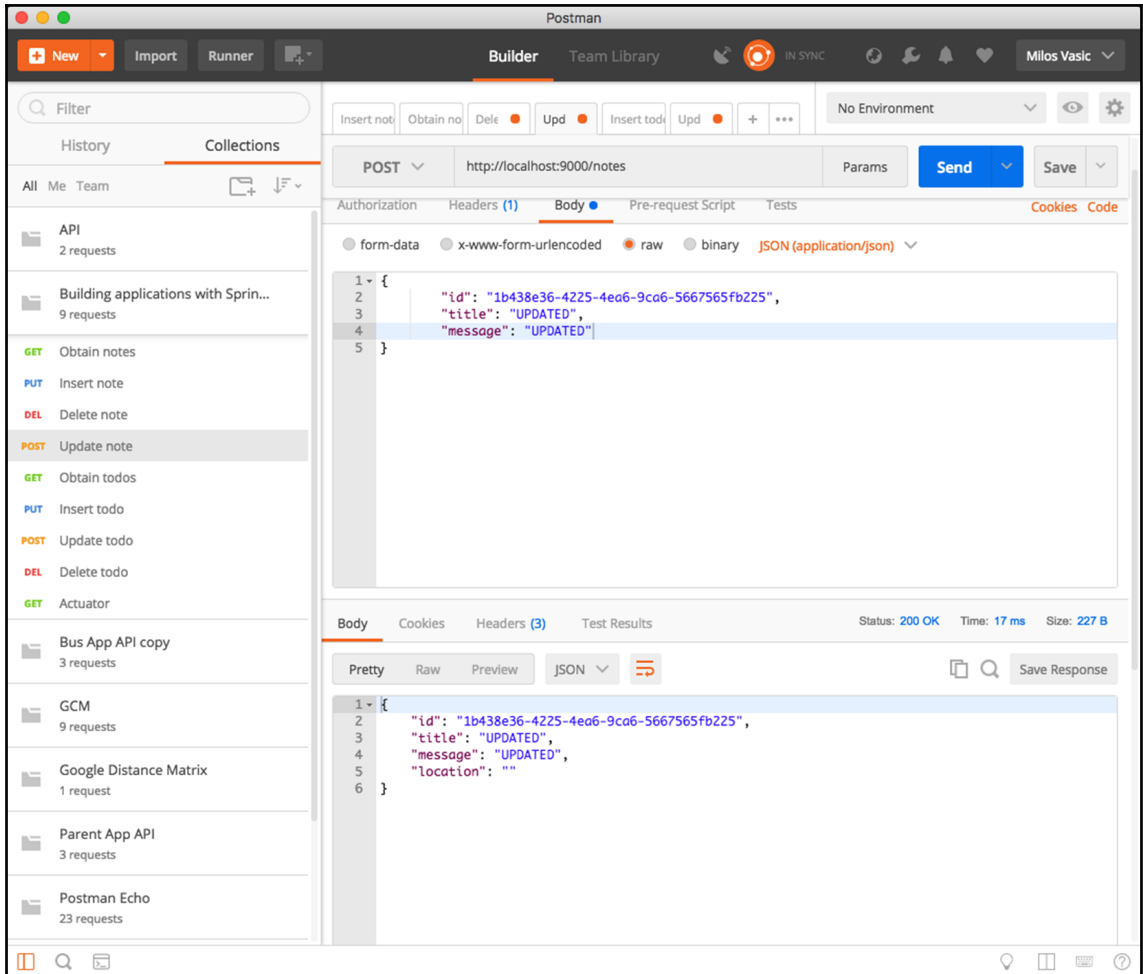 Postman
New Import Runner Builder Team Library IN SYNC Milos Vasic
Filter
History Collections
All Me Team
API
2 requests
Building applications with Sprin...
9 requests
GET Obtain notes
PUT Insert note
DEL Delete note
POST Update note
GET Obtain todos
PUT Insert todo
POST Update todo
DEL Delete todo
GET Actuator
Bus App API copy
3 requests
GCM
9 requests
Google Distance Matrix
1 request
Parent App API
3 requests
Postman Echo
23 requests
Insert not Obtain no Dele Upd Insert tod Upd + ••• No Environment
POST http://localhost:9000/notes Params Send Save
Authorization Headers (1) Body Pre-request Script Tests Cookies Code
form-data x-www-form-urlencoded raw binary JSON (application/json)
1 {
2 "id": "1b438e36-4225-4ea6-9ca6-5667565fb225",
3 "title": "UPDATED",
4 "message": "UPDATED"
5 }
Body Cookies Headers (3) Test Results Status: 200 OK Time: 17 ms Size: 227 B
Pretty Raw Preview JSON Save Response
1 {
2 "id": "1b438e36-4225-4ea6-9ca6-5667565fb225",
3 "title": "UPDATED",
4 "message": "UPDATED",
5 "location": ""
6 }